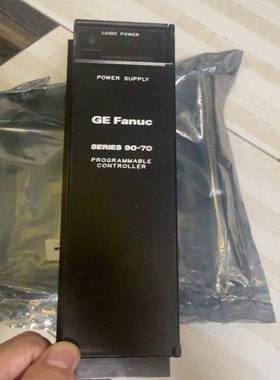 LOGIC POWER
POWER SUPPLY
GE Fanuc
SERIES 90-70
PROGRAMMABLE
CONTROLLER